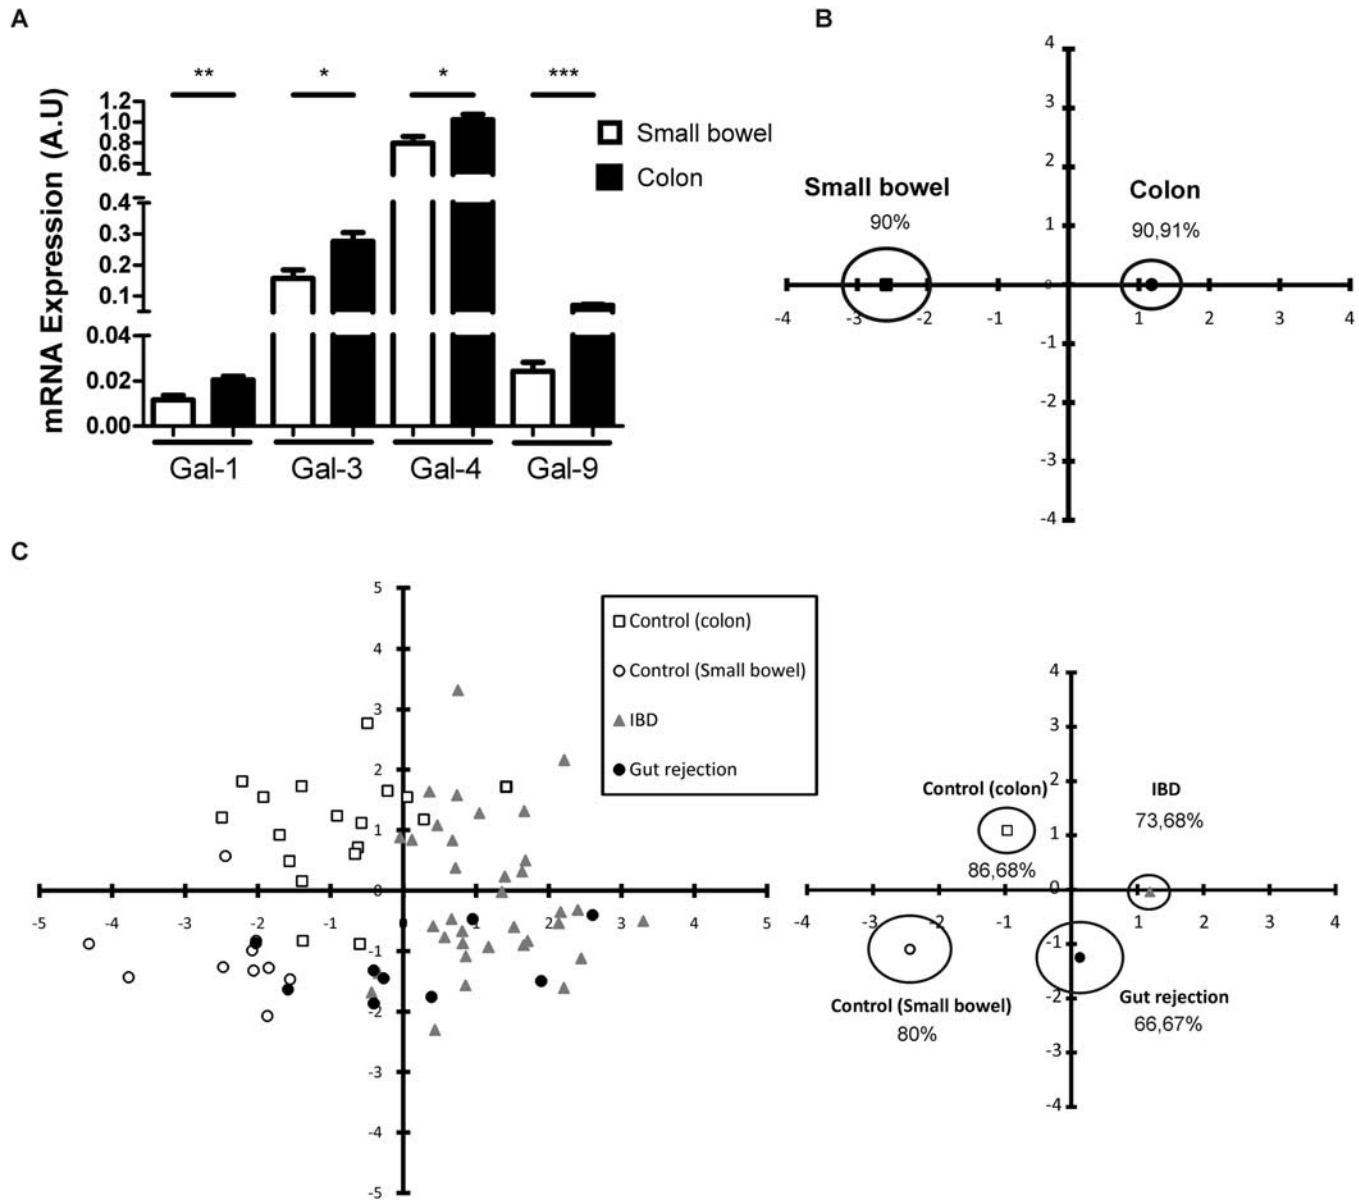 A
** * * ***
mRNA Expression (A.U)
1.2
1.0
0.8
0.6
0.4
0.3
0.2
0.1
0.04
0.02
0.00
Gal-1 Gal-3 Gal-4 Gal-9
Small bowel
Colon
B
4
3
2
1
0
-1
-2
-3
-4
-4 -3 -2 -1 1 2 3 4
Small bowel
90%
Colon
90,91%
C
5
4
3
2
1
0
-1
-2
-3
-4
-5
-5 -4 -3 -2 -1 0 1 2 3 4 5
Control (colon)
Control (Small bowel)
IBD
Gut rejection
4
3
2
1
0
-1
-2
-3
-4
-4 -3 -2 -1 1 2 3 4
Control (colon)
86,68%
IBD
73,68%
Control (Small bowel)
80%
Gut rejection
66,67%